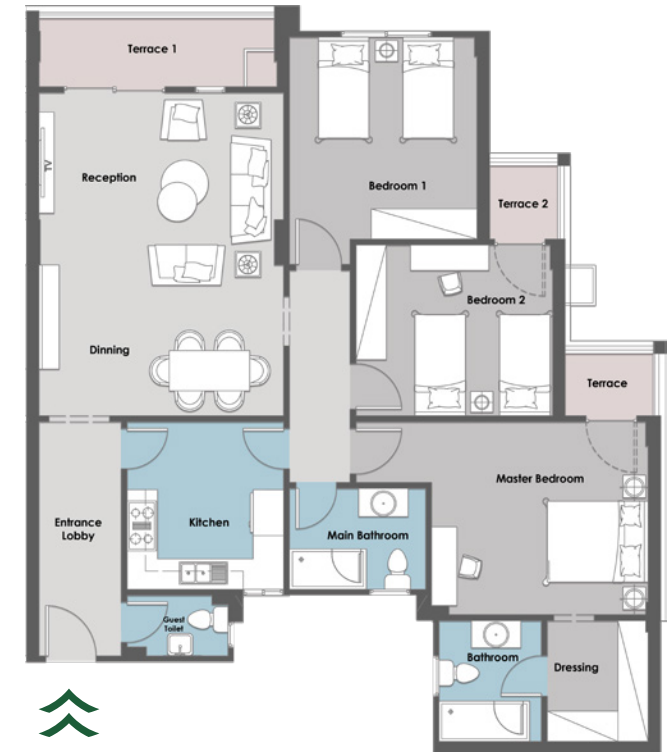 Terrace 1
TV
Reception
Bedroom 1
Terrace 2
Bedroom 2
Dinning
Terrace
Master Bedroom
Entrance
Lobby
Kitchen
Main Bathroom
Guest
Toilet
Bathroom
Dressing